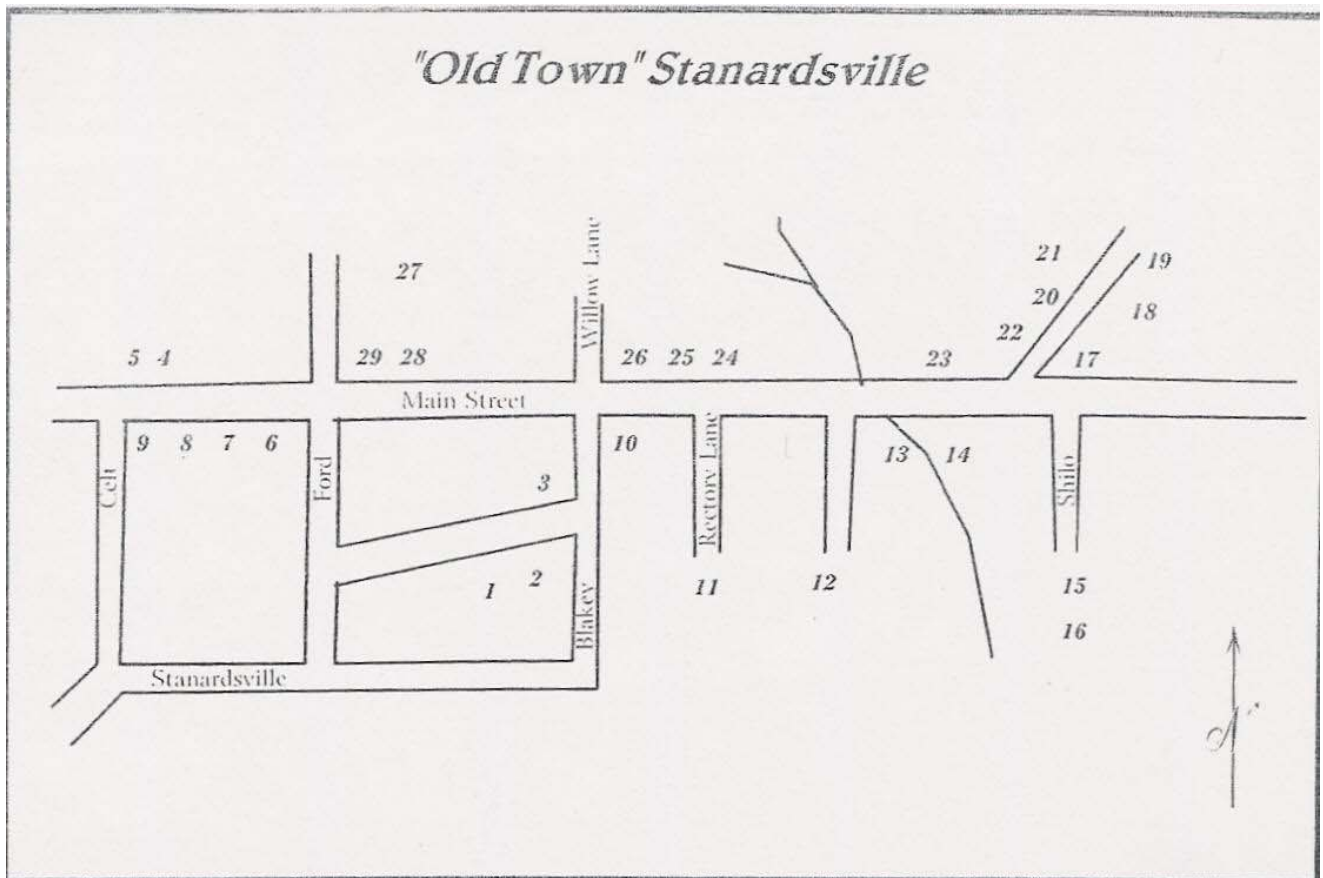 "Old Town" Stanardsville
Willow Lane
21
19
27
20
18
22
5 4
29 28
26 25 24
23
17
Main Street
9 8 7 6
10
13 14
Celt
Ford
3
Rectory Lane
Shilo
1 2
11
12
15
Blakey
16
Stanardsville
N